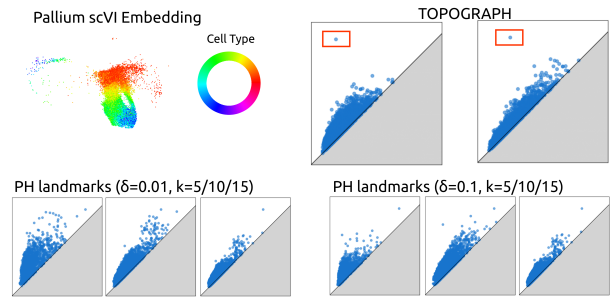 Pallium scVI Embedding
Cell Type
TOPOGRAPH
PH landmarks (δ=0.01, k=5/10/15)
PH landmarks (δ=0.1, k=5/10/15)